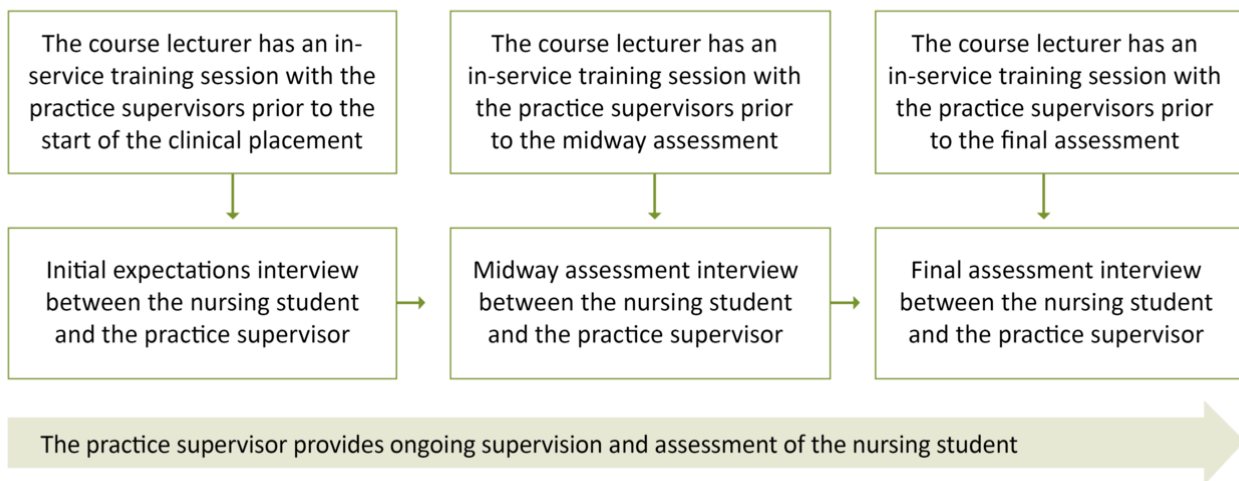 The course lecturer has an in-
service training session with the
practice supervisors prior to the
start of the clinical placement
The course lecturer has an
in-service training session with
the practice supervisors prior
to the midway assessment
The course lecturer has an
in-service training session with
the practice supervisors prior
to the final assessment
Initial expectations interview
between the nursing student
and the practice supervisor
Midway assessment interview
between the nursing student
and the practice supervisor
Final assessment interview
between the nursing student
and the practice supervisor
The practice supervisor provides ongoing supervision and assessment of the nursing student